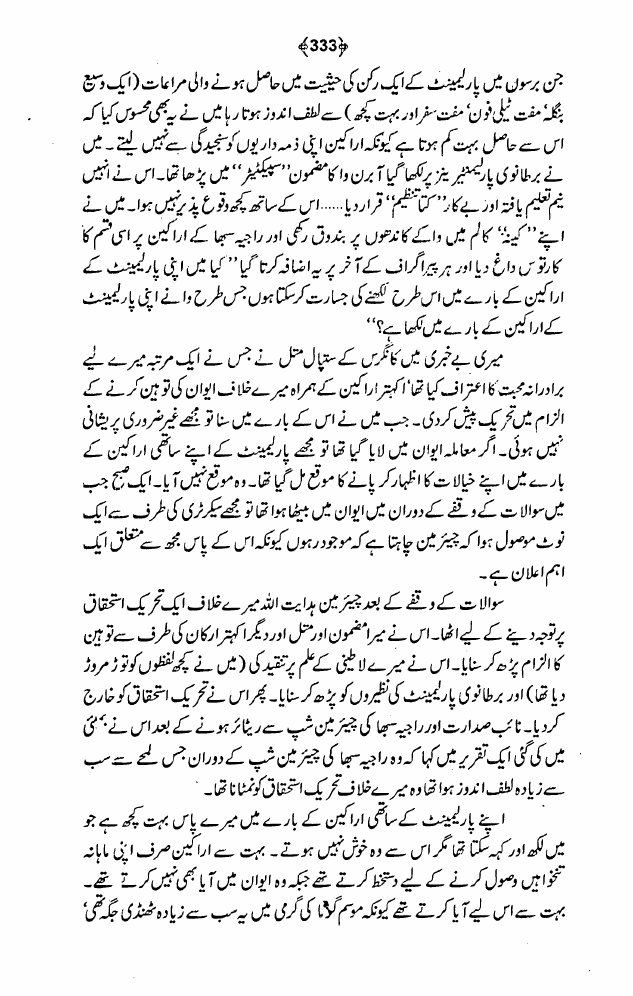 ﴿333﴾
جن برسوں میں پارلیمینٹ کے ایک رکن کی حیثیت میں حاصل ہونے والی مراعات (ایک وسیع
بنگلہ‘ مفت ٹیلی فون‘ مفت سفر اور بہت کچھ) سے لطف اندوز ہوتا رہا میں نے یہ بھی محسوس کیا کہ
اس سے حاصل بہت کم ہوتا ہے کیونکہ اراکین اپنی ذمہ داریوں کو سنجیدگی سے نہیں لیتے۔ میں
نے برطانوی پارلیمنٹیرینز پر لکھا گیا آبرن وا کا مضمون ’’سپیکٹیٹر‘‘ میں پڑھا تھا۔ اس نے انہیں
نیم تعلیم یافتہ اور بے کار ’’کتا تنظیم‘‘ قرار دیا......اس کے ساتھ کچھ وقوع پذیر نہیں ہوا۔ میں نے
اپنے ’’کینہ‘‘ کالم میں وا کے کاندھوں پر بندوق رکھی اور راجیہ سبھا کے اراکین پر اسی قسم کا
کارتوس داغ دیا اور ہر پیراگراف کے آخر پر یہ اضافہ کرتا گیا ’’کیا میں اپنی پارلیمینٹ کے
اراکین کے بارے میں اس طرح لکھنے کی جسارت کر سکتا ہوں جس طرح وا نے اپنی پارلیمینٹ
کے اراکین کے بارے میں لکھا ہے؟‘‘
میری بے خبری میں کانگرس کے ستپال متل نے جس نے ایک مرتبہ میرے لیے
برادرانہ محبت کا اعتراف کیا تھا‘ اکہتر اراکین کے ہمراہ میرے خلاف ایوان کی توہین کرنے کے
الزام میں تحریک پیش کر دی۔ جب میں نے اس کے بارے میں سنا تو مجھے غیر ضروری پریشانی
نہیں ہوئی۔ اگر معاملہ ایوان میں لایا گیا تھا تو مجھے پارلیمینٹ کے اپنے ساتھی اراکین کے
بارے میں اپنے خیالات کا اظہار کر پانے کا موقع مل گیا تھا۔ وہ موقع نہیں آیا۔ ایک صبح جب
میں سوالات کے وقفے کے دوران میں ایوان میں بیٹھا ہوا تھا تو مجھے سیکرٹری کی طرف سے ایک
نوٹ موصول ہوا کہ چیئرمین چاہتا ہے کہ موجود رہوں کیونکہ اس کے پاس مجھ سے متعلق ایک
اہم اعلان ہے۔
سوالات کے وقفے کے بعد چیئرمین ہدایت اللہ میرے خلاف ایک تحریک استحقاق
پر توجہ دینے کے لیے اٹھا۔ اس نے میرا مضمون اور متل اور دیگر اکہتر ارکان کی طرف سے توہین
کا الزام پڑھ کر سنایا۔ اس نے میرے لاطینی کے علم پر تنقید کی (میں نے کچھ لفظوں کو توڑ مروڑ
دیا تھا) اور برطانوی پارلیمینٹ کی نظیروں کو پڑھ کر سنایا۔ پھر اس نے تحریک استحقاق کو خارج
کر دیا۔ نائب صدارت اور راجیہ سبھا کی چیئرمین شپ سے ریٹائر ہونے کے بعد اس نے بمبئی
میں کی گئی ایک تقریر میں کہا کہ وہ راجیہ سبھا کی چیئرمین شپ کے دوران جس لمحے سے سب
سے زیادہ لطف اندوز ہوا تھا وہ میرے خلاف تحریک استحقاق کو نمٹانا تھا۔
اپنے پارلیمینٹ کے ساتھی اراکین کے بارے میں میرے پاس بہت کچھ ہے جو
میں لکھ اور کہہ سکتا تھا مگر اس سے وہ خوش نہیں ہوتے۔ بہت سے اراکین صرف اپنی ماہانہ
تنخواہیں وصول کرنے کے لیے دستخط کرتے تھے جبکہ وہ ایوان میں آیا بھی نہیں کرتے تھے۔
بہت سے اس لیے آیا کرتے تھے کیونکہ موسم گرما کی گرمی میں یہ سب سے زیادہ ٹھنڈی جگہ تھی‘